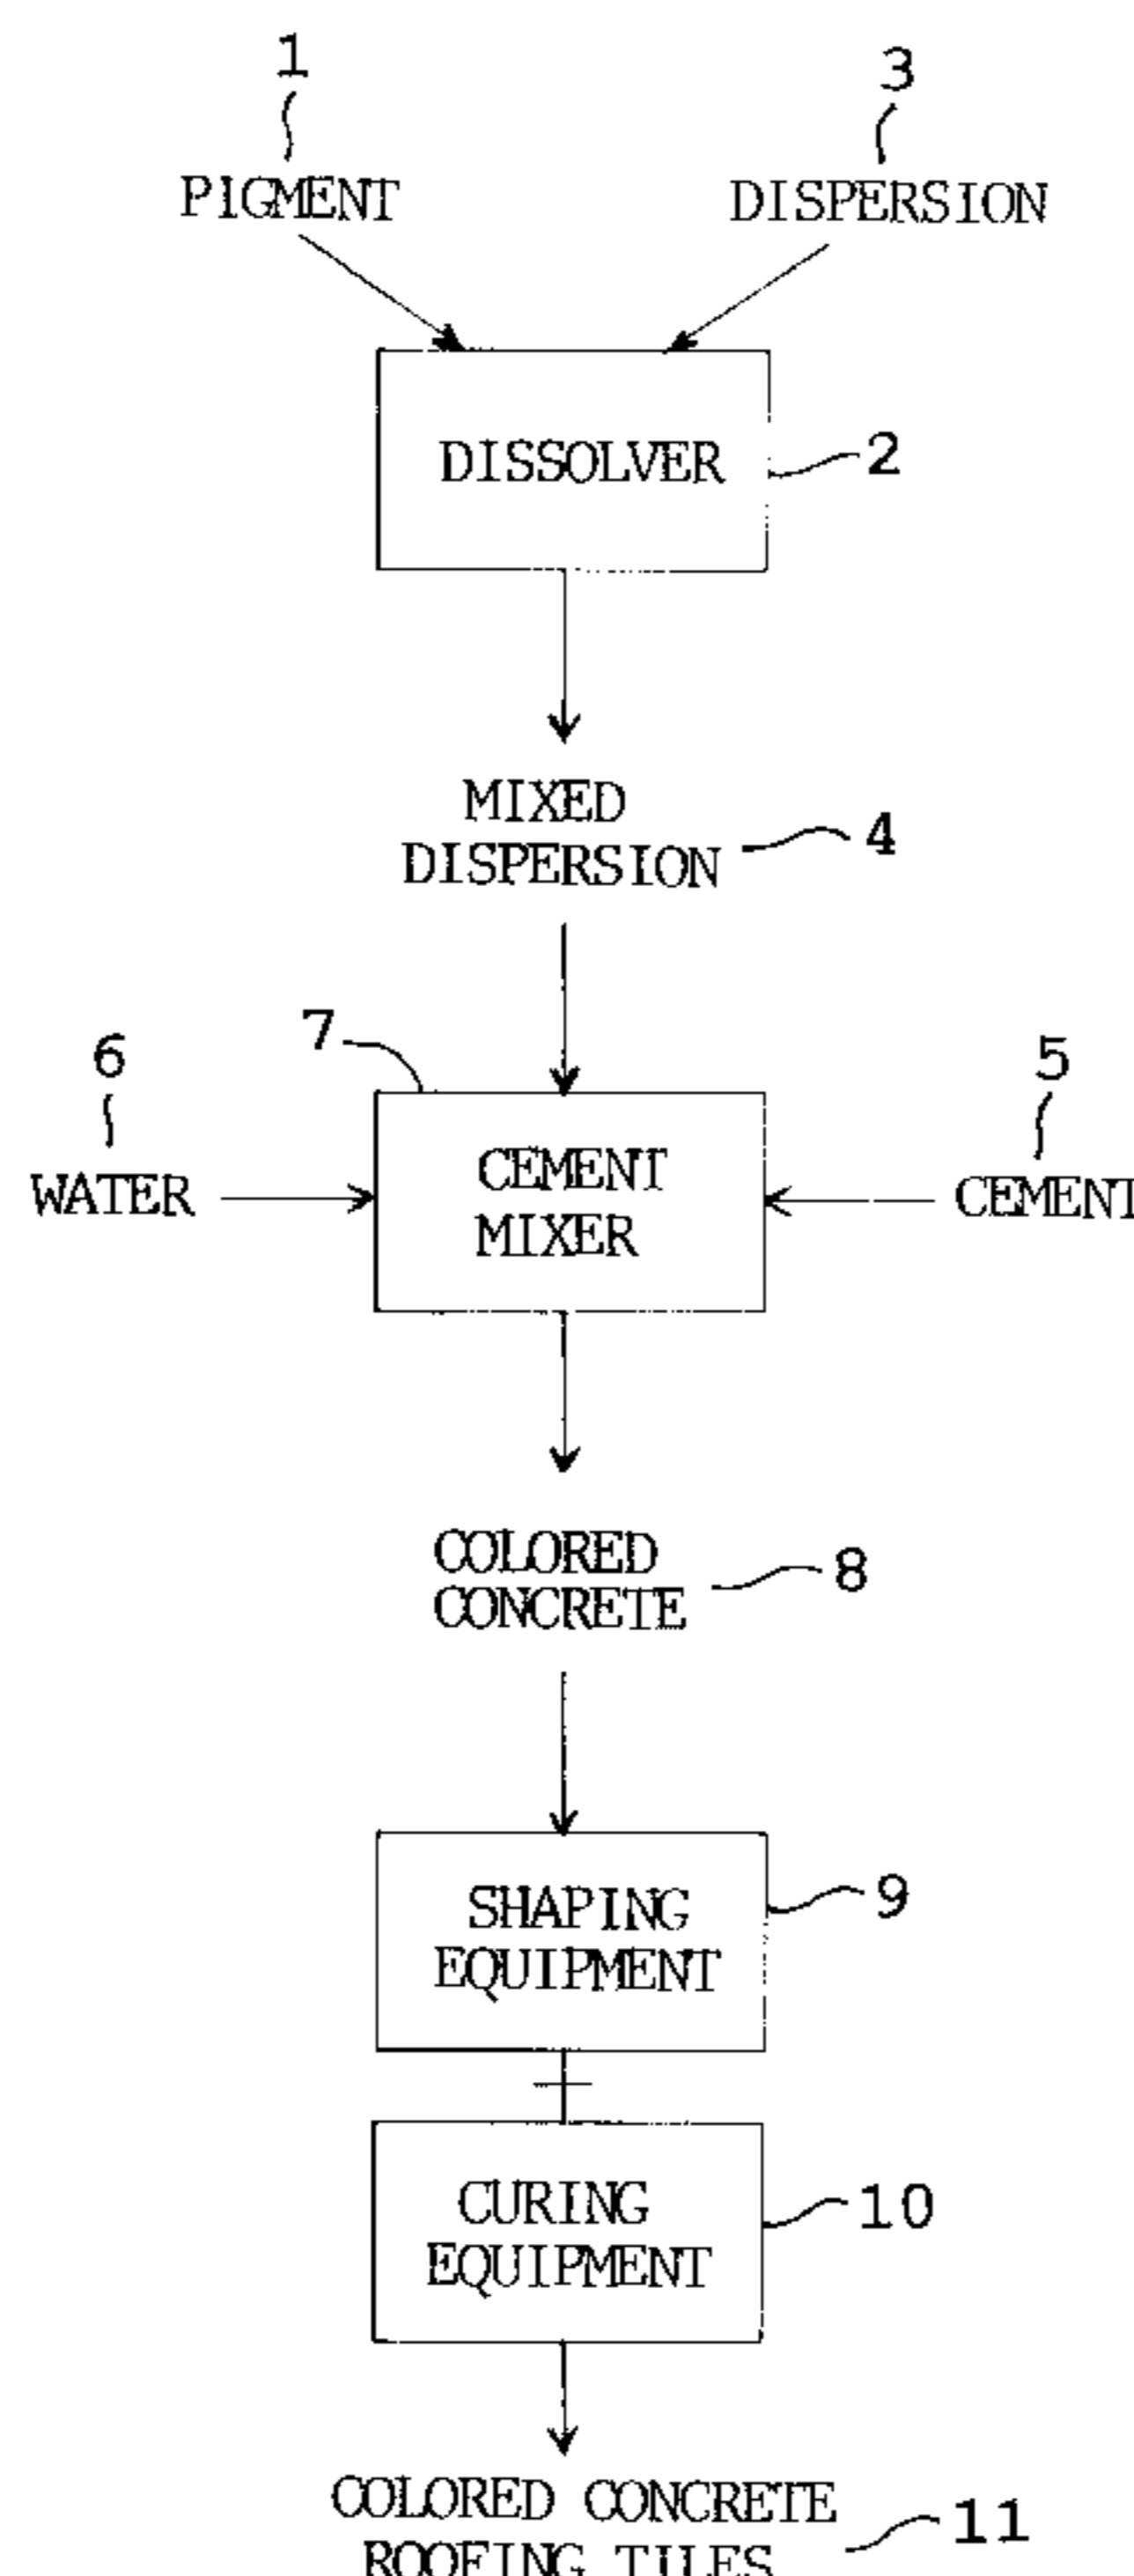 1
3
PIGMENT
DISPERSION
DISSOLVER
2
MIXED
DISPERSION
4
7
6
5
WATER
CEMENT
MIXER
CEMENT
COLORED
CONCRETE
8
SHAPING
EQUIPMENT
9
CURING
EQUIPMENT
10
COLORED CONCRETE
ROOFING TILES
11